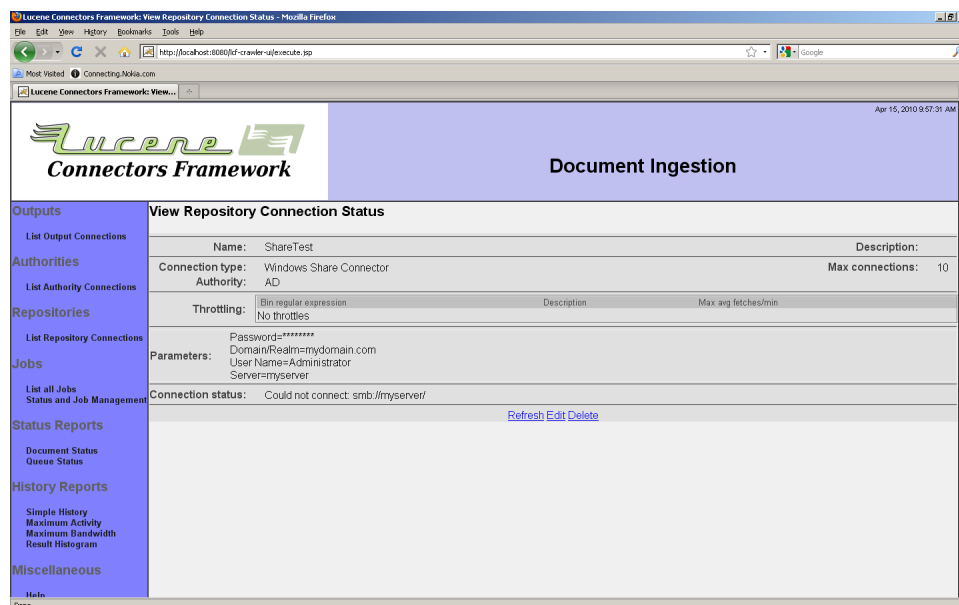 Lucene Connectors Framework: View Repository Connection Status - Mozilla Firefox
File Edit View History Bookmarks Tools Help
http://localhost:8080/lcf-crawler-ui/execute.jsp
Google
Most Visited Connecting.Nokia.com
Lucene Connectors Framework: View...
Apr 15, 2010 9:57:31 AM
Lucene
Connectors Framework
Document Ingestion
Outputs
List Output Connections
Authorities
List Authority Connections
Repositories
List Repository Connections
Jobs
List all Jobs
Status and Job Management
Status Reports
Document Status
Queue Status
History Reports
Simple History
Maximum Activity
Maximum Bandwidth
Result Histogram
Miscellaneous
Help
View Repository Connection Status
Name: ShareTest Description:
Connection type: Windows Share Connector Max connections: 10
Authority: AD
Throttling: Bin regular expression Description Max avg fetches/min
No throttles
Parameters: Password=********
Domain/Realm=mydomain.com
User Name=Administrator
Server=myserver
Connection status: Could not connect: smb://myserver/
Refresh Edit Delete